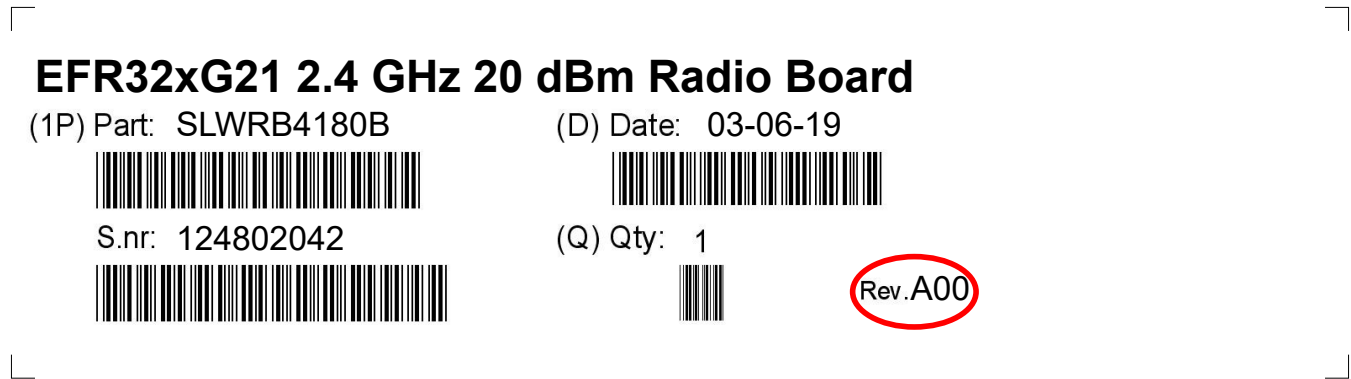 EFR32xG21 2.4 GHz 20 dBm Radio Board
(1P) Part: SLWRB4180B (D) Date: 03-06-19
S.nr: 124802042 (Q) Qty: 1
Rev.A00